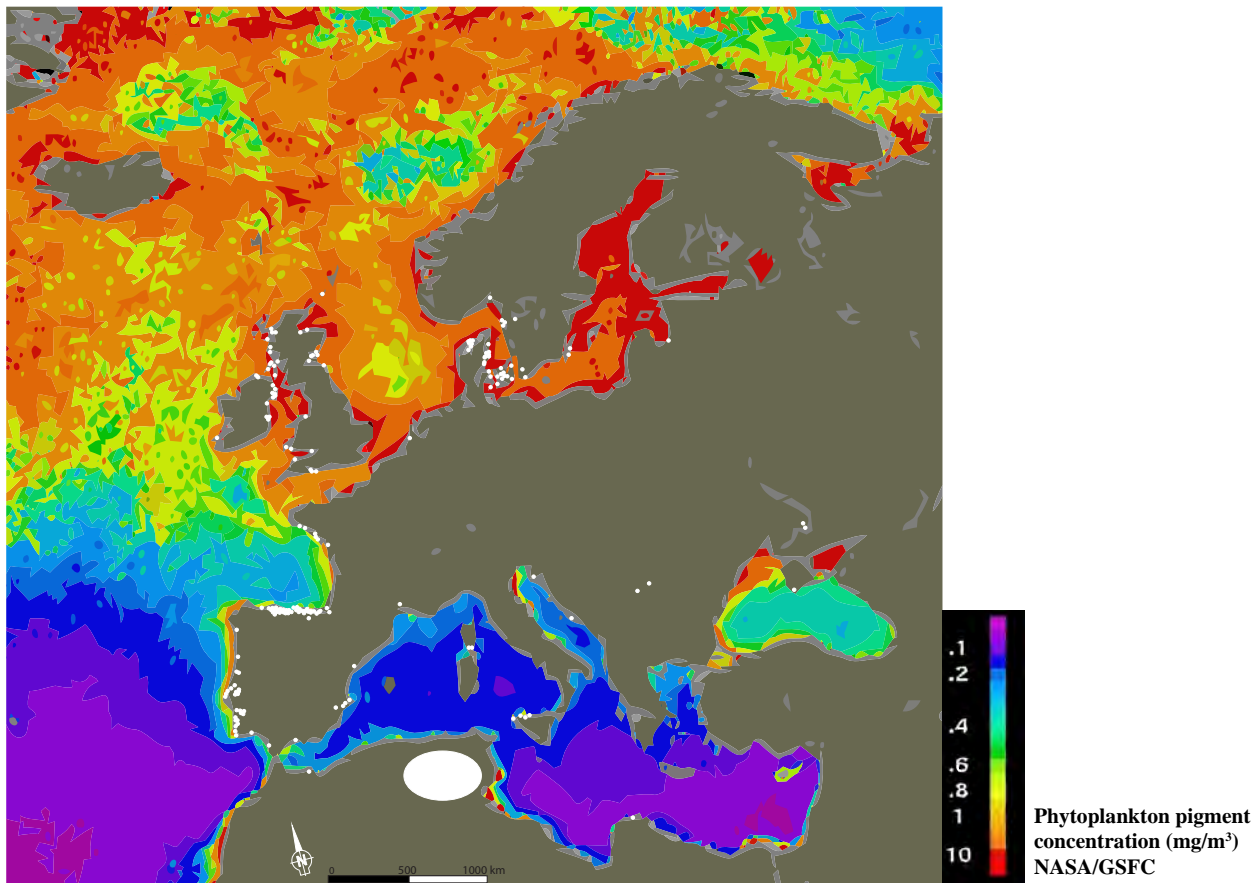 .1
.2
.4
.6
.8
1
10
Phytoplankton pigment
concentration (mg/m³)
NASA/GSFC
N
0 500 1000 km